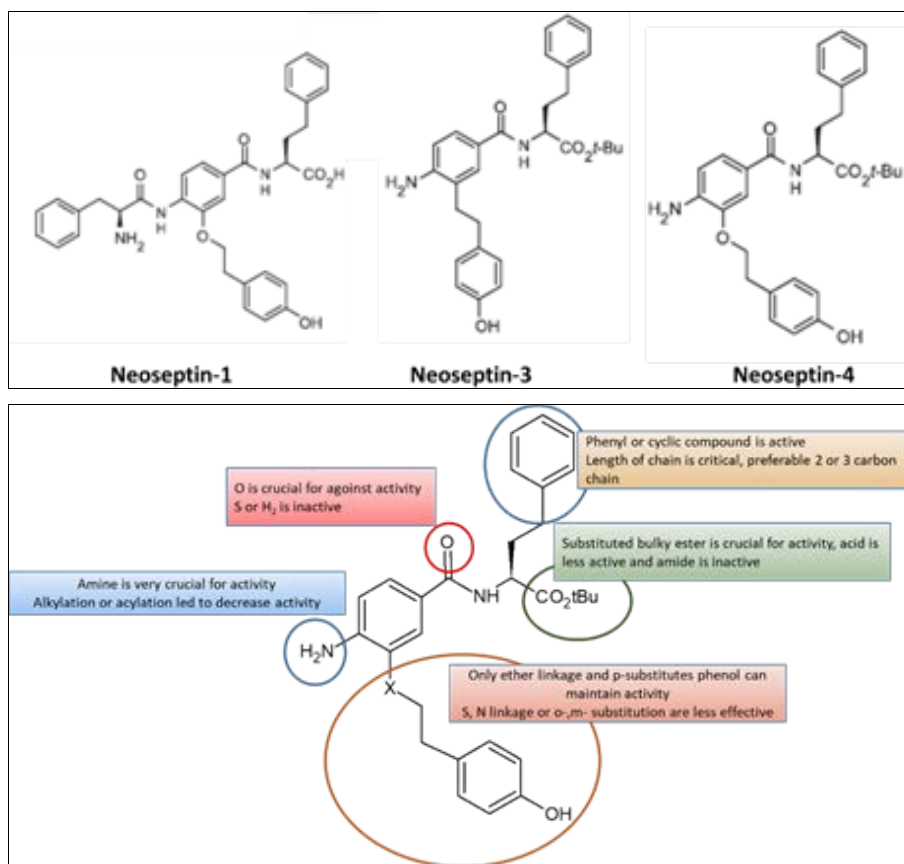 O
N
H
CO₂H
O
N
H
NH₂
O
OH
Neoseptin-1
O
N
H
CO₂t-Bu
H₂N
OH
Neoseptin-3
O
N
H
CO₂t-Bu
H₂N
O
OH
Neoseptin-4
Phenyl or cyclic compound is active
Length of chain is critical, preferable 2 or 3 carbon
chain
O is crucial for agoinst activity
S or H₂ is inactive
O
Substituted bulky ester is crucial for activity, acid is
less active and amide is inactive
Amine is very crucial for activity
Alkylation or acylation led to decrease activity
NH
CO₂tBu
H₂N
X
Only ether linkage and p-substitutes phenol can
maintain activity
S, N linkage or o-,m- substitution are less effective
OH